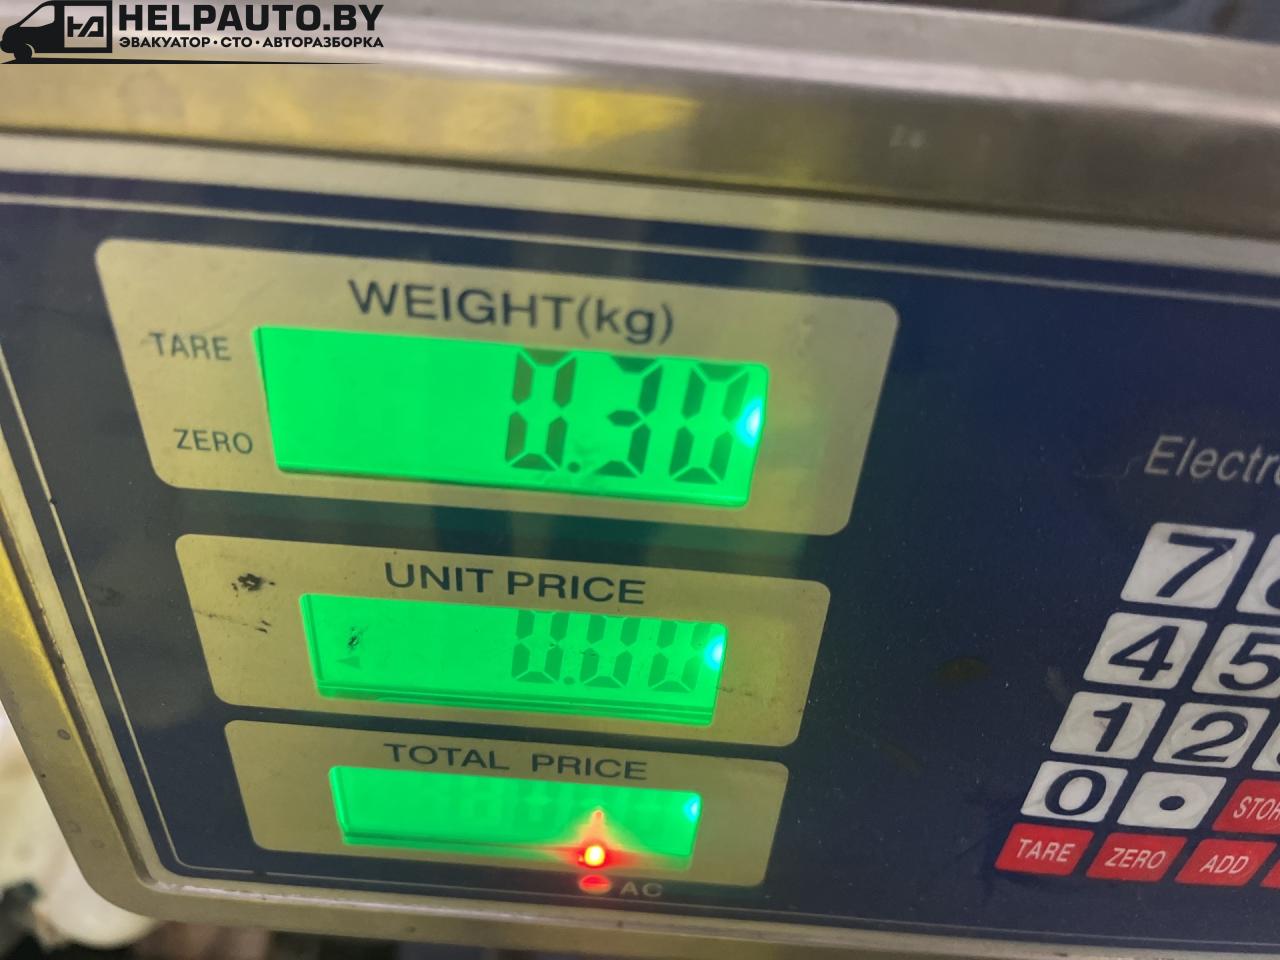 HELPAUTO.BY
ЭВАКУАТОР·СТО·АВТОРАЗБОРКА
WEIGHT(kg)
TARE
0.30
ZERO
UNIT PRICE
0.00
TOTAL PRICE
AC
7
4 5
1 2
0 .
TARE ZERO ADD